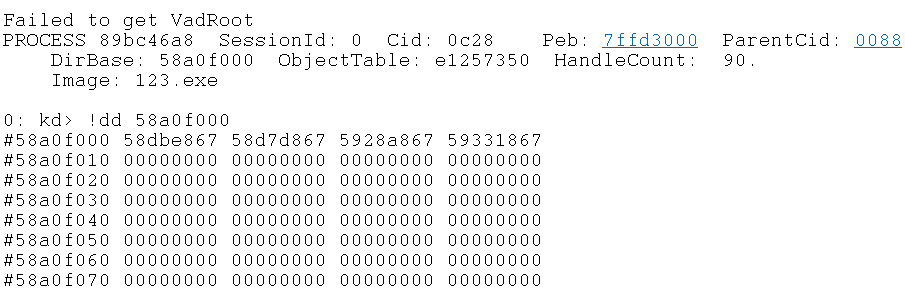 Failed to get VadRoot
PROCESS 89bc46a8  SessionId: 0  Cid: 0c28    Peb: 7ffd3000  ParentCid: 0088
    DirBase: 58a0f000  ObjectTable: e1257350  HandleCount:  90.
    Image: 123.exe

0: kd> !dd 58a0f000
#58a0f000 58dbe867 58d7d867 5928a867 59331867
#58a0f010 00000000 00000000 00000000 00000000
#58a0f020 00000000 00000000 00000000 00000000
#58a0f030 00000000 00000000 00000000 00000000
#58a0f040 00000000 00000000 00000000 00000000
#58a0f050 00000000 00000000 00000000 00000000
#58a0f060 00000000 00000000 00000000 00000000
#58a0f070 00000000 00000000 00000000 00000000